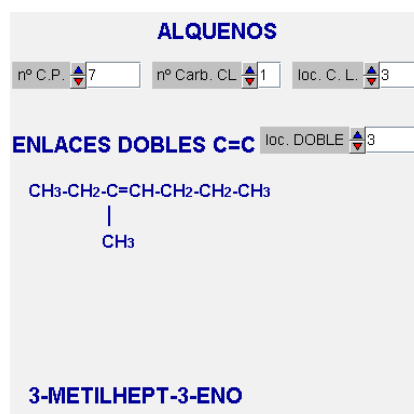 ALQUENOS
nº C.P. 7 nº Carb. CL 1 loc. C. L. 3
ENLACES DOBLES C=C loc. DOBLE 3
CH3-CH2-C=CH-CH2-CH2-CH3
|
CH3
3-METILHEPT-3-ENO